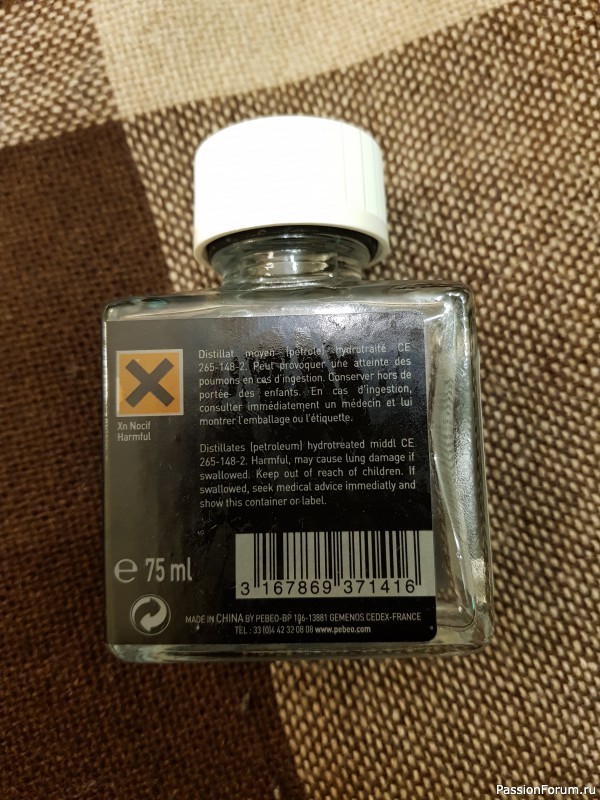 Distillat moyen (pétrole) hydrotraité CE
265-148-2. Peut provoquer une atteinte des
poumons en cas d'ingestion. Conserver hors de
portée des enfants. En cas d'ingestion,
consulter immédiatement un médecin et lui
montrer l'emballage ou l'étiquette.
Xn Nocif
Harmful
Distillates (petroleum) hydrotreated middl CE
265-148-2. Harmful, may cause lung damage if
swallowed. Keep out of reach of children. If
swallowed, seek medical advice immediatly and
show this container or label.
℮ 75 ml
3 167869 371416
MADE IN CHINA BY PEBEO-BP 106-13881 GEMENOS CEDEX-FRANCE
TEL : 33 (0)4 42 32 08 08 www.pebeo.com
PassionForum.ru